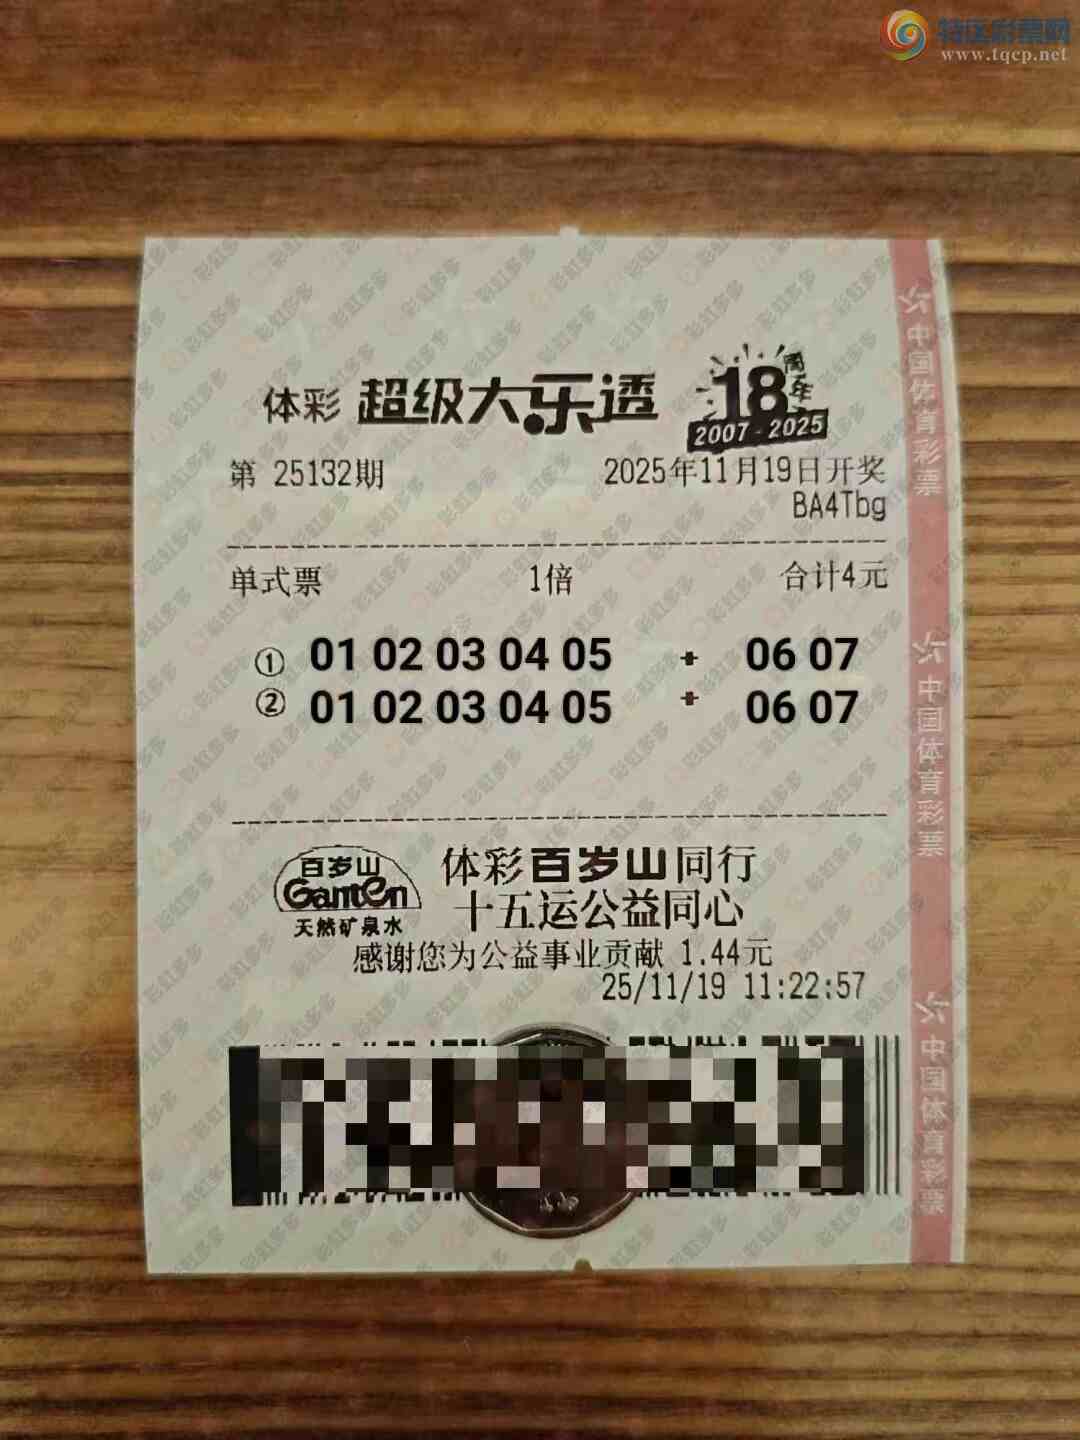 特区彩票网
www.tqcp.net
体彩 超级大乐透 18周年
2007-2025
第 25132期 2025年11月19日开奖
BA4Tbg
单式票 1倍 合计4元
① 01 02 03 04 05 + 06 07
② 01 02 03 04 05 + 06 07
百岁山
Ganten
天然矿泉水
体彩百岁山同行
十五运公益同心
感谢您为公益事业贡献 1.44元
25/11/19 11:22:57
中国体育彩票
中国体育彩票
中国体育彩票
彩虹多多